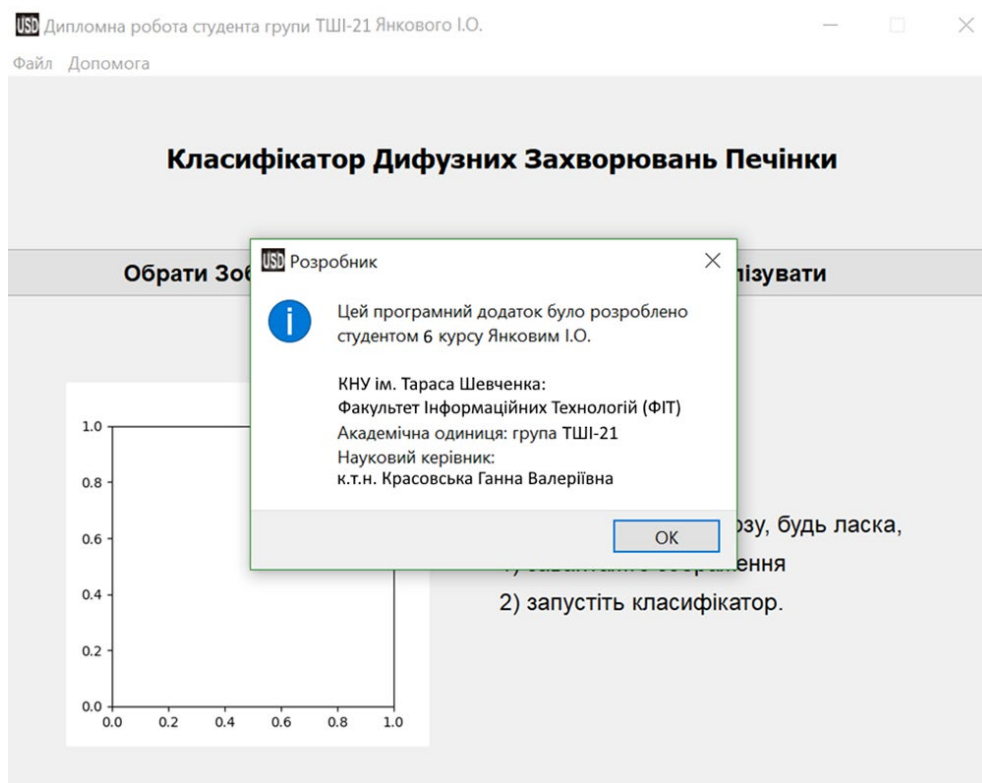 USD Дипломна робота студента групи ТШІ-21 Янкового І.О.
Файл Допомога
Класифікатор Дифузних Захворювань Печінки
Обрати
USD Розробник
Цей програмний додаток було розроблено
студентом 6 курсу Янковим І.О.
КНУ ім. Тараса Шевченка:
Факультет Інформаційних Технологій (ФІТ)
Академічна одиниця: група ТШІ-21
Науковий керівник:
к.т.н. Красовська Ганна Валеріївна
OK
будь ласка,
2) запустіть класифікатор.
1.0
0.8
0.6
0.4
0.2
0.0
0.0 0.2 0.4 0.6 0.8 1.0